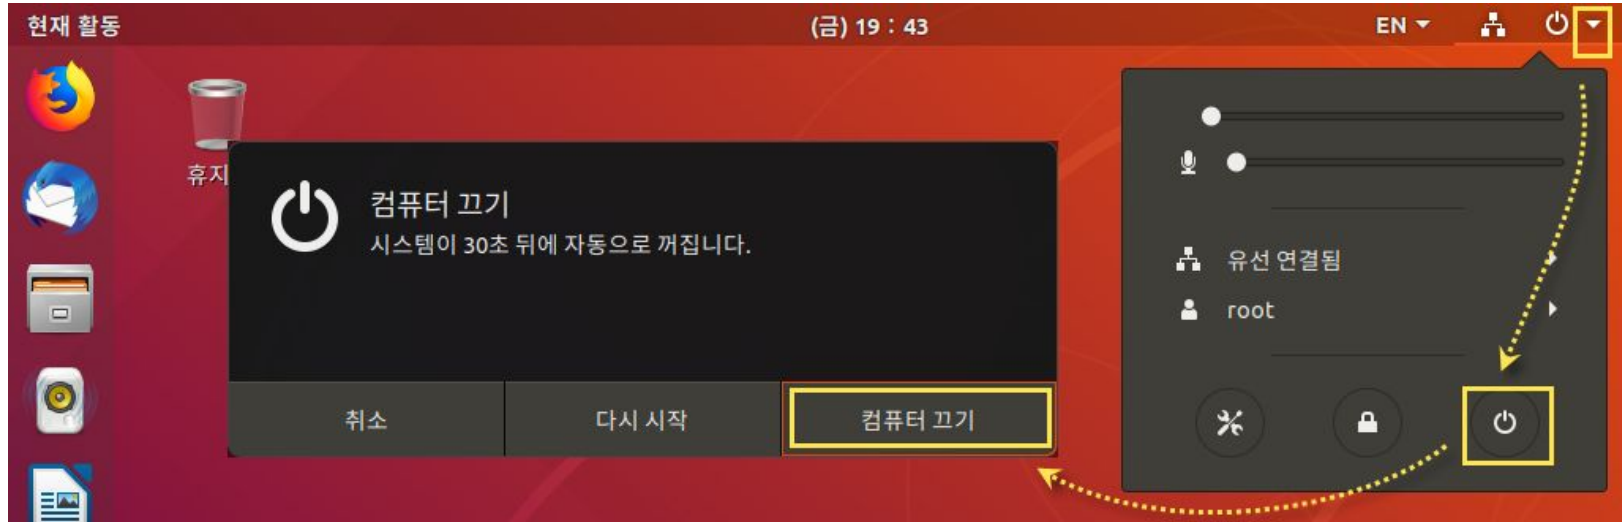 현재 활동
(금) 19 : 43
EN
휴지
컴퓨터 끄기
시스템이 30초 뒤에 자동으로 꺼집니다.
취소
다시 시작
컴퓨터 끄기
유선 연결됨
root